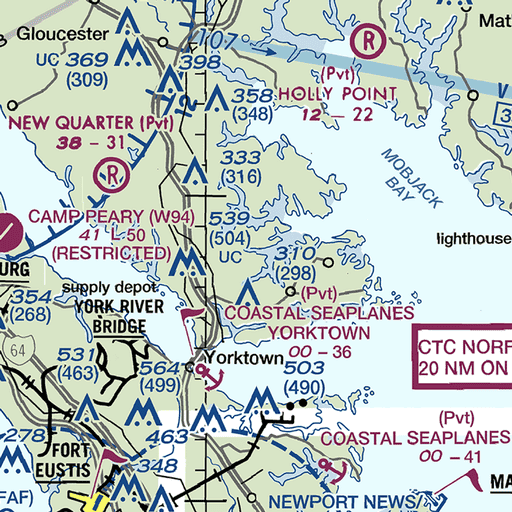 Gloucester
Mat
UC 369
(309)
398
107°
(Pvt)
HOLLY POINT
12 – 22
V
3
358
(348)
12
NEW QUARTER (Pvt)
38 – 31
R
R
333
(316)
MOBJACK
BAY
CAMP PEARY (W94)
41 L 50
(RESTRICTED)
539
(504)
UC
lighthouse
310
(298)
URG
supply depot
354
(268)
YORK RIVER
BRIDGE
(Pvt)
COASTAL SEAPLANES
YORKTOWN
00 – 36
64
531
(463)
564
(499)
Yorktown
503
(490)
CTC NORF
20 NM ON
(Pvt)
COASTAL SEAPLANES
00 – 41
278
463
FORT
EUSTIS
348
FAF)
NEWPORT NEWS/
MA